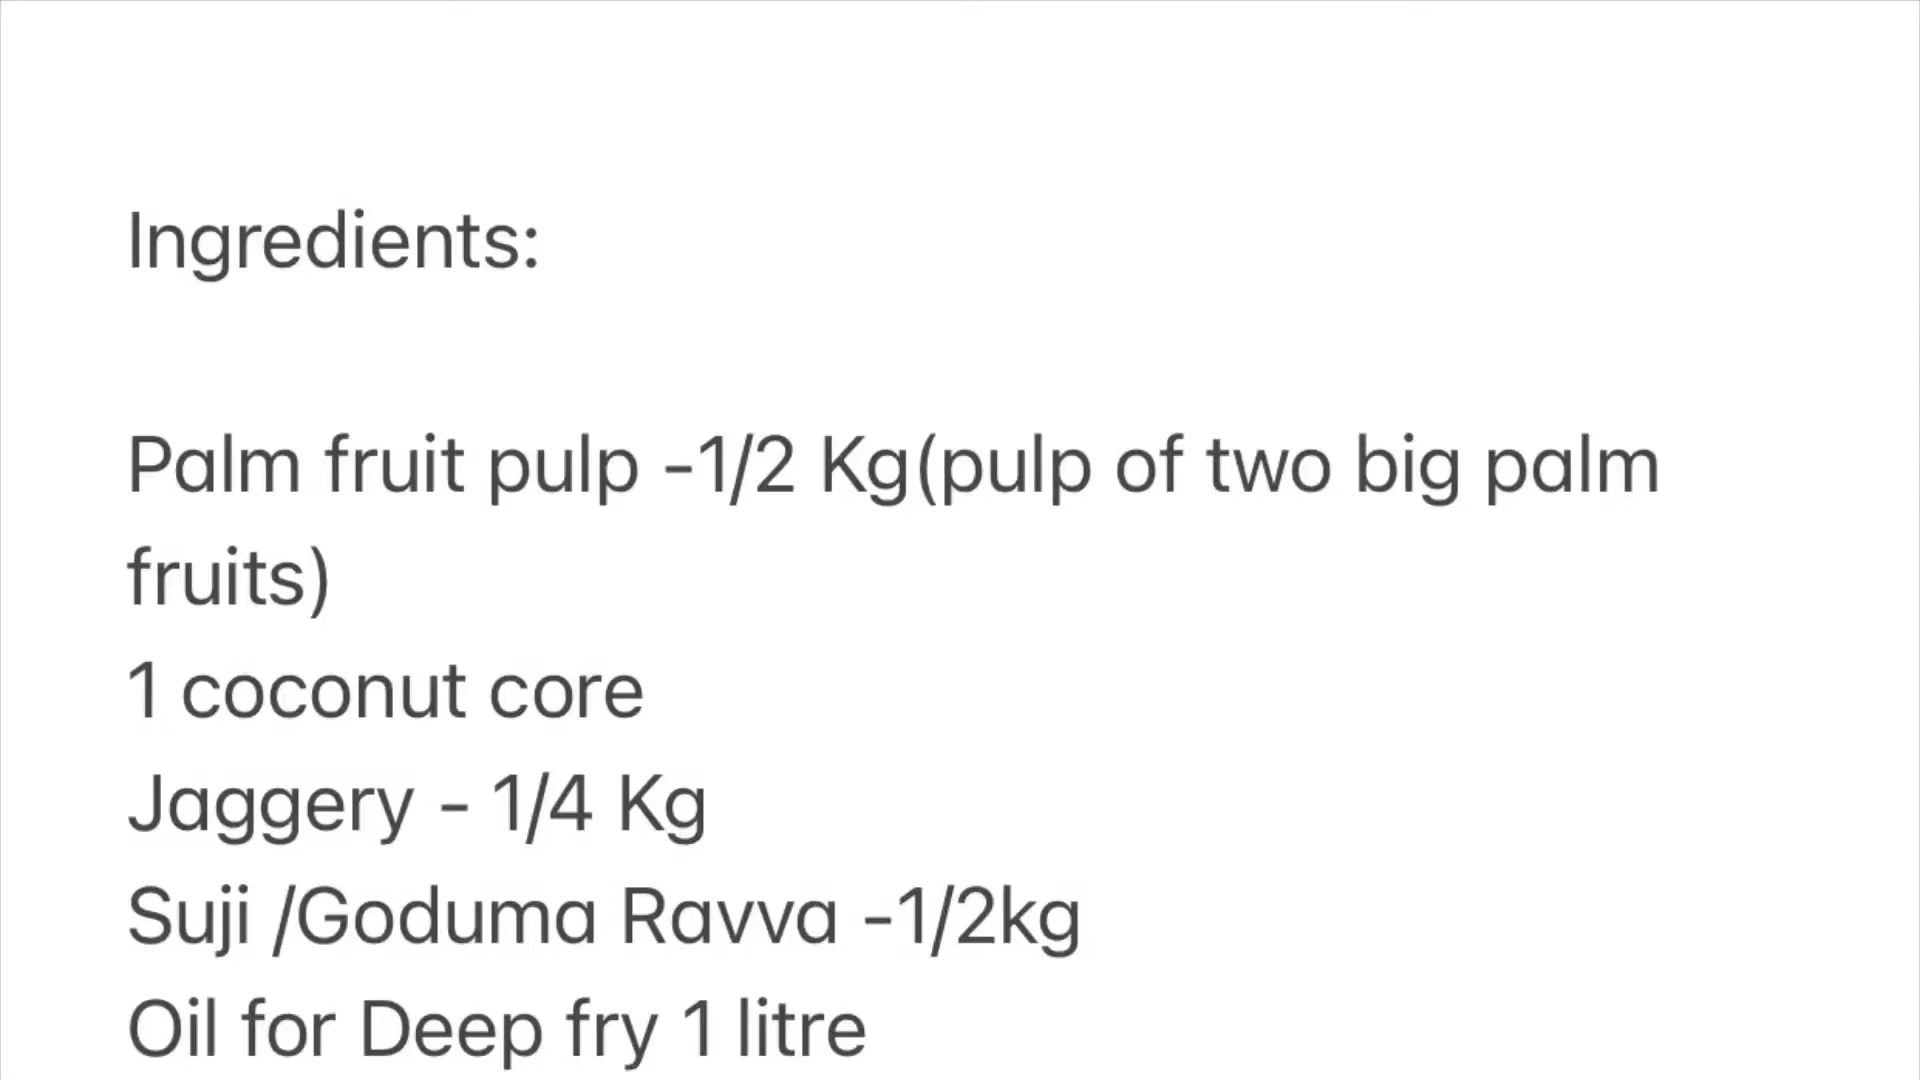 Ingredients:
Palm fruit pulp -1/2 Kg(pulp of two big palm
fruits)
1 coconut core
Jaggery - 1/4 Kg
Suji /Goduma Ravva -1/2kg
Oil for Deep fry 1 litre